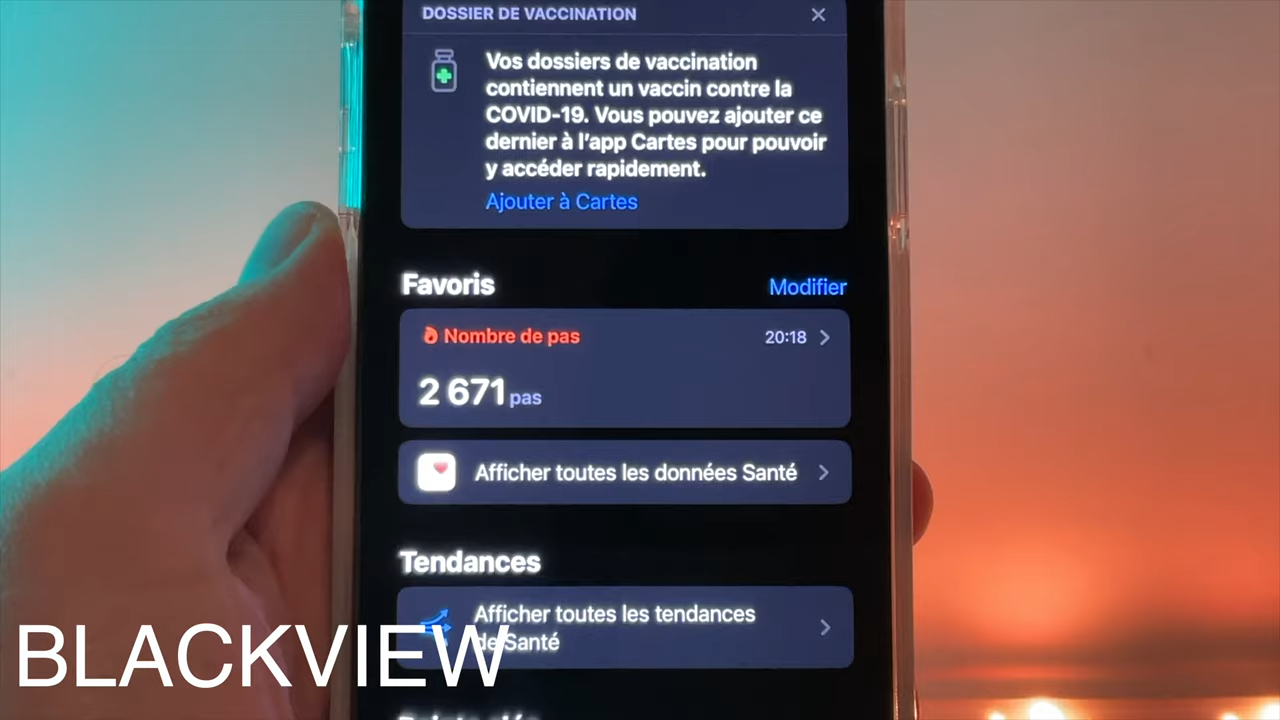 DOSSIER DE VACCINATION
Vos dossiers de vaccination
contiennent un vaccin contre la
COVID-19. Vous pouvez ajouter ce
dernier à l'app Cartes pour pouvoir
y accéder rapidement.
Ajouter à Cartes
Favoris
Modifier
Nombre de pas
20:18
2 671 pas
Afficher toutes les données Santé
Tendances
Afficher toutes les tendances
de Santé
BLACKVIEW